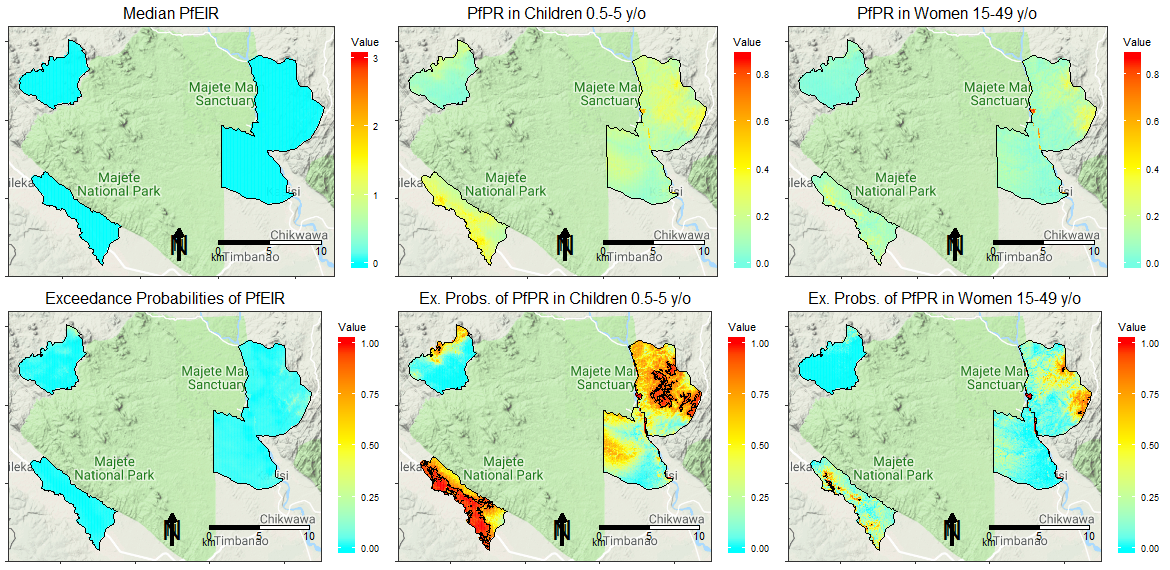 Median PfEIR
Value
3
2
1
0
Majete Ma
Sanctuary
Majete
National Park
ileka
isi
Chikwawa
0
5
10
km
Timbanao
N
PfPR in Children 0.5-5 y/o
Value
0.8
0.6
0.4
0.2
0.0
Majete Mai
Sanctuary
Majete
National Park
ileka
isi
Chikwawa
0
5
10
km
Timbanao
N
PfPR in Women 15-49 y/o
Value
0.8
0.6
0.4
0.2
0.0
Majete Ma
Sanctuary
Majete
National Park
ileka
isi
Chikwawa
0
5
10
km
Timbanao
N
Exceedance Probabilities of PfEIR
Value
1.00
0.75
0.50
0.25
0.00
Majete Ma
Sanctuary
Majete
National Park
ileka
isi
Chikwawa
0
5
10
km
Timbanao
N
Ex. Probs. of PfPR in Children 0.5-5 y/o
Value
1.00
0.75
0.50
0.25
0.00
Majete Mai
Sanctuary
Majete
National Park
ileka
isi
Chikwawa
0
5
10
km
Timbanao
N
Ex. Probs. of PfPR in Women 15-49 y/o
Value
1.00
0.75
0.50
0.25
0.00
Majete Ma
Sanctuary
Majete
National Park
ileka
isi
Chikwawa
0
5
10
km
Timbanao
N